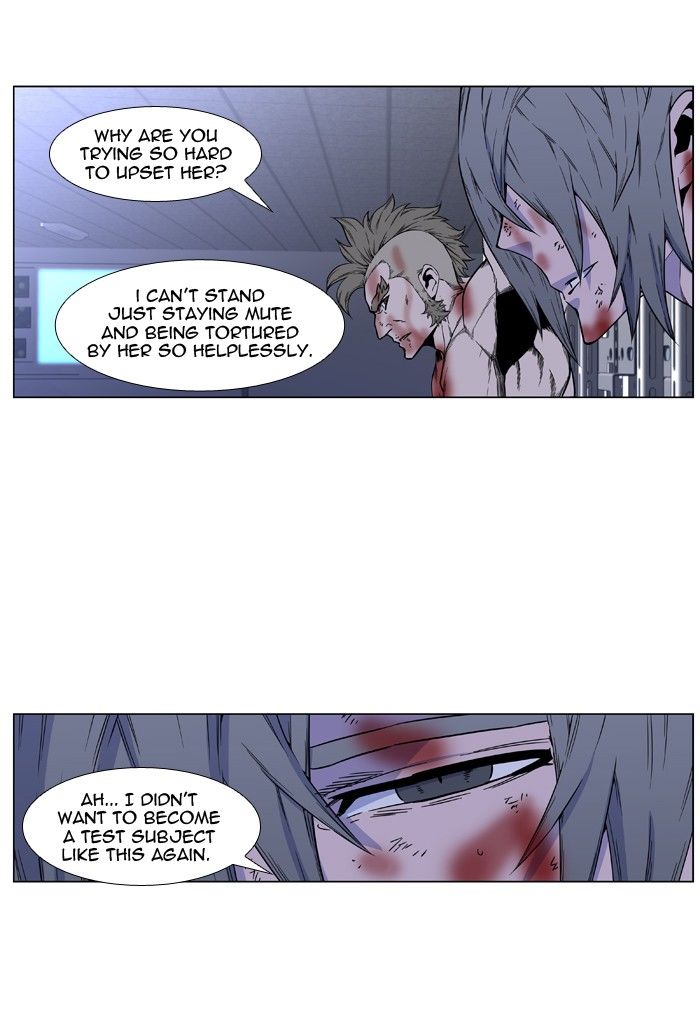 WHY ARE YOU
TRYING SO HARD
TO UPSET HER?
I CAN'T STAND
JUST STAYING MUTE
AND BEING TORTURED
BY HER SO HELPLESSLY.
AH... I DIDN'T
WANT TO BECOME
A TEST SUBJECT
LIKE THIS AGAIN.